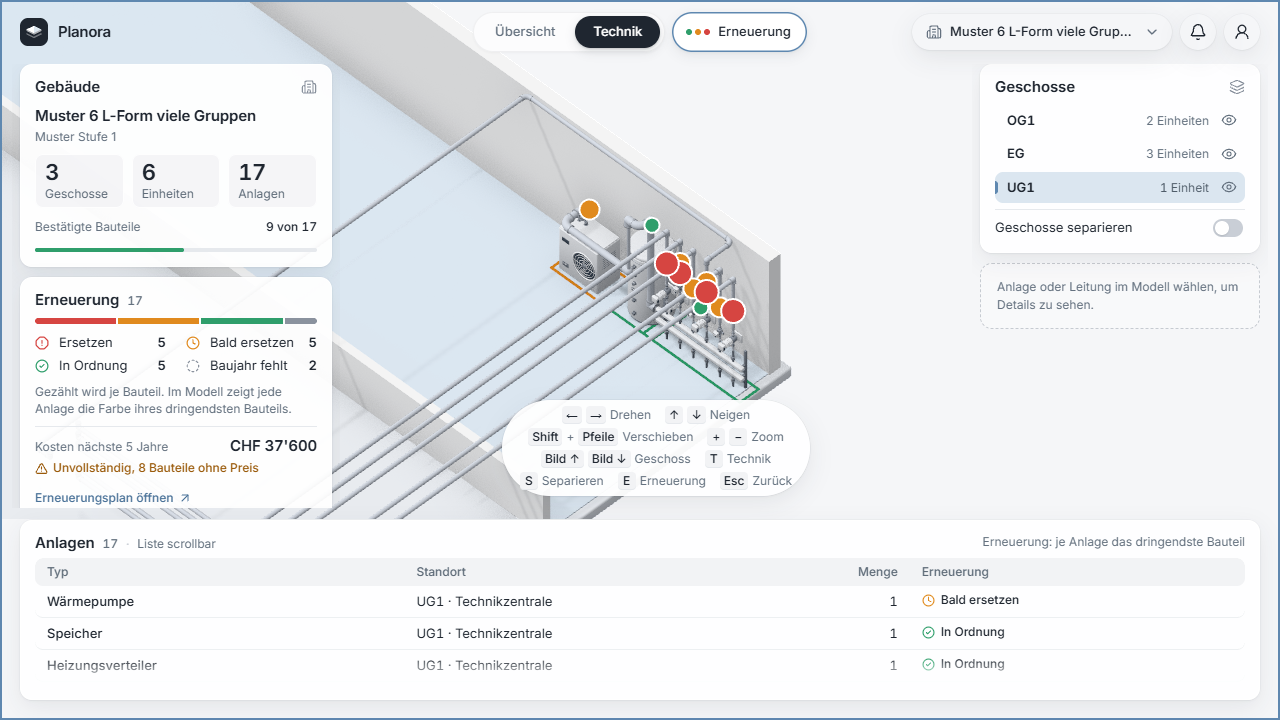 Planora
Übersicht
Technik
Erneuerung
Muster 6 L-Form viele Grup...
Gebäude
Muster 6 L-Form viele Gruppen
Muster Stufe 1
3 6 17
Geschosse Einheiten Anlagen
Bestätigte Bauteile 9 von 17
Erneuerung 17
Ersetzen 5 Bald ersetzen 5
In Ordnung 5 Baujahr fehlt 2
Gezählt wird je Bauteil. Im Modell zeigt jede
Anlage die Farbe ihres dringendsten Bauteils.
Kosten nächste 5 Jahre CHF 37'600
Unvollständig, 8 Bauteile ohne Preis
Erneuerungsplan öffnen ↗
Geschosse
OG1 2 Einheiten
EG 3 Einheiten
UG1 1 Einheit
Geschosse separieren
Anlage oder Leitung im Modell wählen, um
Details zu sehen.
← → Drehen ↑ ↓ Neigen
Shift + Pfeile Verschieben + − Zoom
Bild ↑ Bild ↓ Geschoss T Technik
S Separieren E Erneuerung Esc Zurück
Anlagen 17 · Liste scrollbar
Erneuerung: je Anlage das dringendste Bauteil
Typ Standort Menge Erneuerung
Wärmepumpe UG1 · Technikzentrale 1 Bald ersetzen
Speicher UG1 · Technikzentrale 1 In Ordnung
Heizungsverteiler UG1 · Technikzentrale 1 In Ordnung